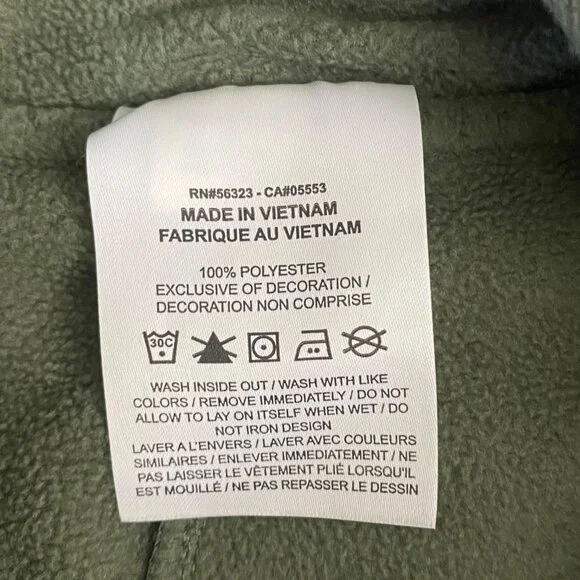 RN#56323 - CA#05553
MADE IN VIETNAM
FABRIQUE AU VIETNAM
100% POLYESTER
EXCLUSIVE OF DECORATION /
DECORATION NON COMPRISE
30C
WASH INSIDE OUT / WASH WITH LIKE
COLORS / REMOVE IMMEDIATELY / DO NOT
ALLOW TO LAY ON ITSELF WHEN WET / DO
NOT IRON DESIGN
LAVER A L'ENVERS / LAVER AVEC COULEURS
SIMILAIRES / ENLEVER IMMEDIATEMENT / NE
PAS LAISSER LE VÊTEMENT PLIÉ LORSQU'IL
EST MOUILLÉ / NE PAS REPASSER LE DESSIN